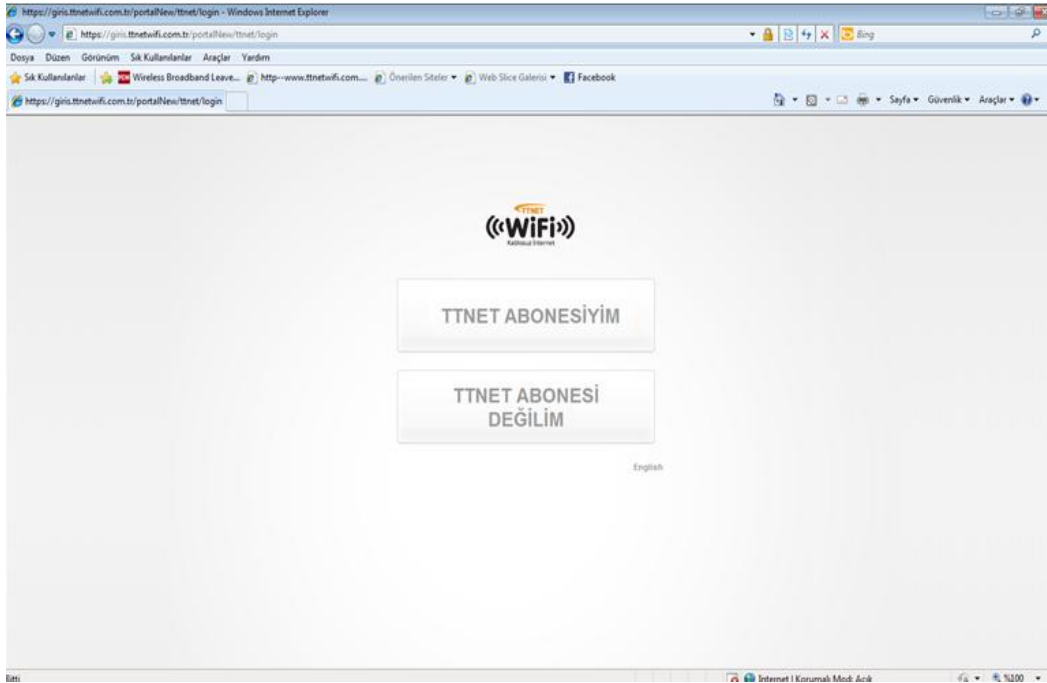 https://giris.ttnetwifi.com.tr/portalNew/ttnet/login - Windows Internet Explorer
https://giris.ttnetwifi.com.tr/portalNew/ttnet/login Bing
Dosya Düzen Görünüm Sık Kullanılanlar Araçlar Yardım
Sık Kullanılanlar Wireless Broadband Leave... http--www.ttnetwifi.com.... Önerilen Siteler Web Slice Galerisi Facebook
https://giris.ttnetwifi.com.tr/portalNew/ttnet/login Sayfa Güvenlik Araçlar
TTNET
WiFi
Kablosuz İnternet
TTNET ABONESİYİM
TTNET ABONESİ
DEĞİLİM
English
Bitti Internet | Korumalı Mod: Açık %100